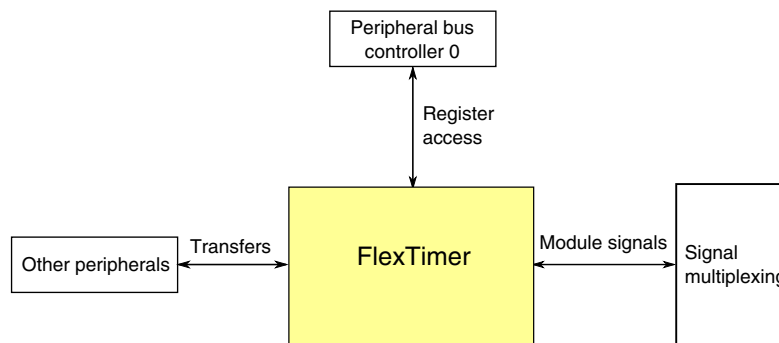 Peripheral bus
controller 0
Register
access
FlexTimer
Transfers
Other peripherals
Module signals
Signal
multiplexing